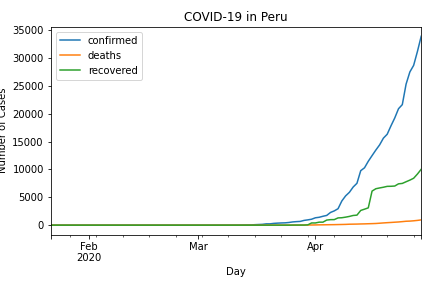 COVID-19 in Peru
35000
30000
25000
20000
15000
10000
5000
0
Number of Cases
confirmed
deaths
recovered
Feb
2020
Mar
Apr
Day